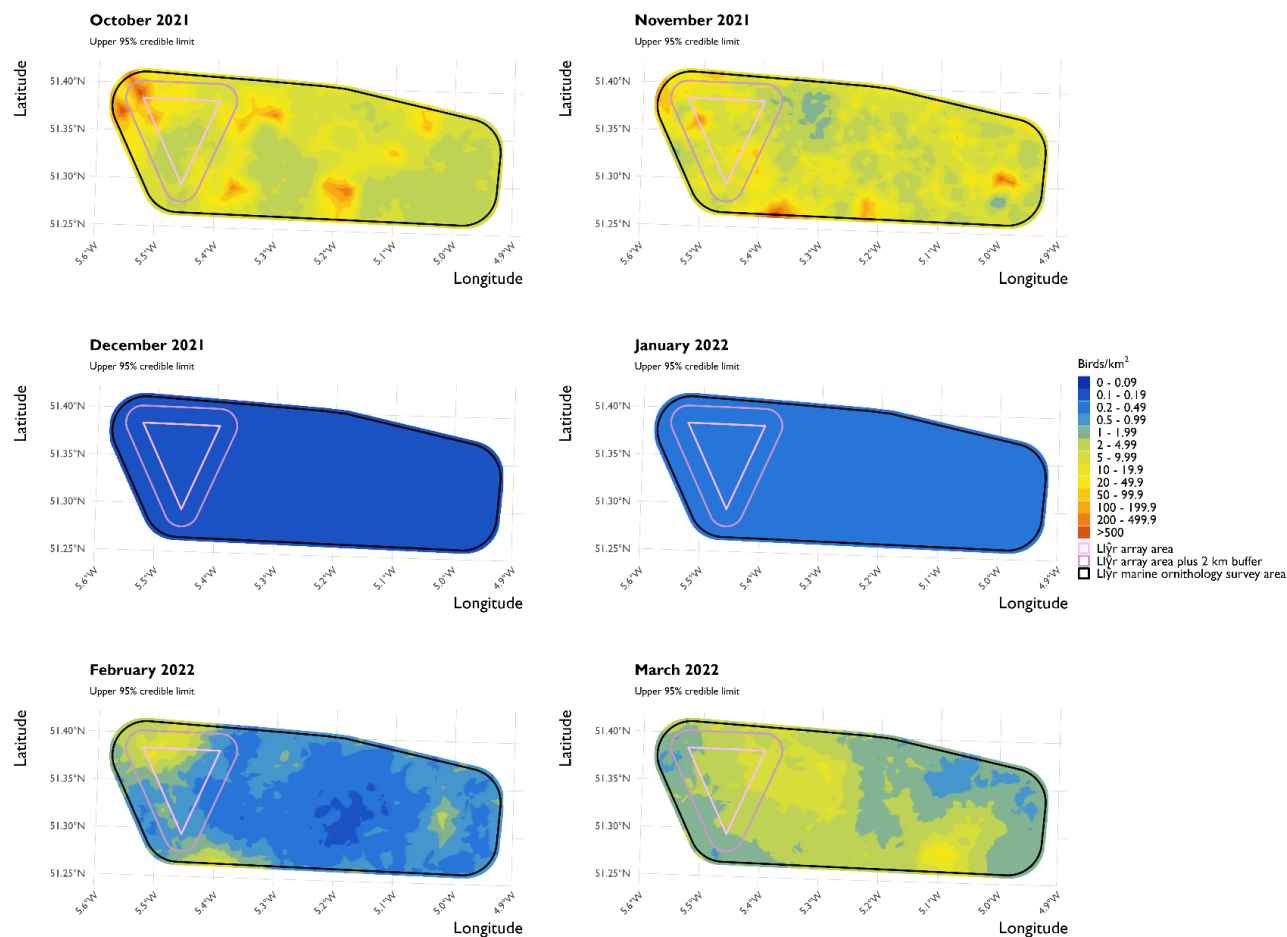 October 2021
Upper 95% credible limit
Latitude
51.40°N
51.35°N
51.30°N
51.25°N
5.6°W
5.5°W
5.4°W
5.3°W
5.2°W
5.1°W
5.0°W
4.9°W
Longitude
November 2021
Upper 95% credible limit
Latitude
51.40°N
51.35°N
51.30°N
51.25°N
5.6°W
5.5°W
5.4°W
5.3°W
5.2°W
5.1°W
5.0°W
4.9°W
Longitude
December 2021
Upper 95% credible limit
Latitude
51.40°N
51.35°N
51.30°N
51.25°N
5.6°W
5.5°W
5.4°W
5.3°W
5.2°W
5.1°W
5.0°W
4.9°W
Longitude
January 2022
Upper 95% credible limit
Latitude
51.40°N
51.35°N
51.30°N
51.25°N
5.6°W
5.5°W
5.4°W
5.3°W
5.2°W
5.1°W
5.0°W
4.9°W
Longitude
Birds/km²
0 - 0.09
0.1 - 0.19
0.2 - 0.49
0.5 - 0.99
1 - 1.99
2 - 4.99
5 - 9.99
10 - 19.9
20 - 49.9
50 - 99.9
100 - 199.9
200 - 499.9
>500
Llŷr array area
Llŷr array area plus 2 km buffer
Llŷr marine ornithology survey area
February 2022
Upper 95% credible limit
Latitude
51.40°N
51.35°N
51.30°N
51.25°N
5.6°W
5.5°W
5.4°W
5.3°W
5.2°W
5.1°W
5.0°W
4.9°W
Longitude
March 2022
Upper 95% credible limit
Latitude
51.40°N
51.35°N
51.30°N
51.25°N
5.6°W
5.5°W
5.4°W
5.3°W
5.2°W
5.1°W
5.0°W
4.9°W
Longitude